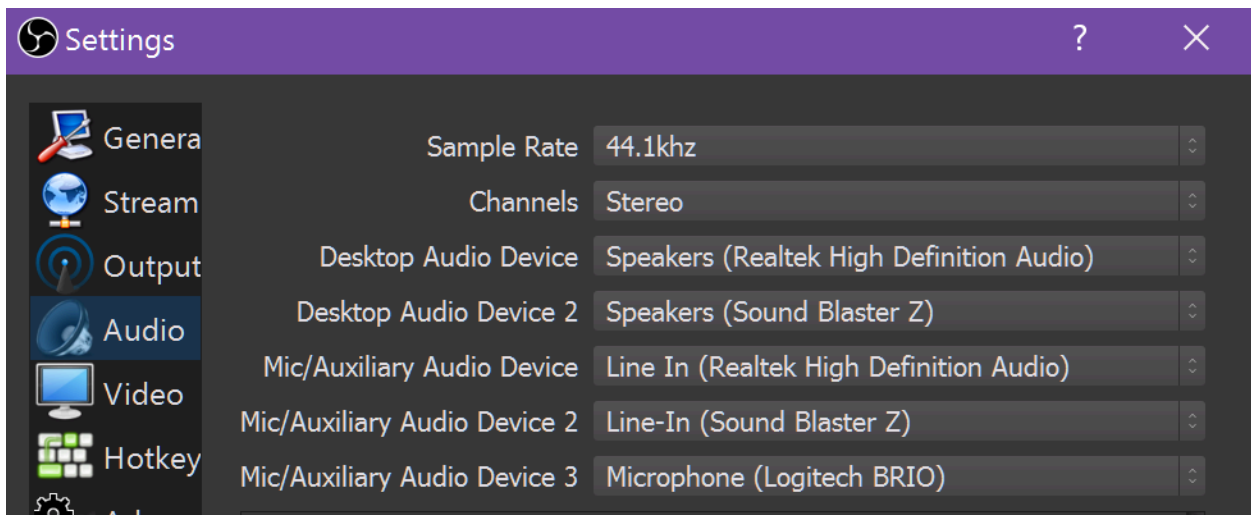 Settings ?
Genera
Stream
Output
Audio
Video
Hotkey
Sample Rate 44.1khz
Channels Stereo
Desktop Audio Device Speakers (Realtek High Definition Audio)
Desktop Audio Device 2 Speakers (Sound Blaster Z)
Mic/Auxiliary Audio Device Line In (Realtek High Definition Audio)
Mic/Auxiliary Audio Device 2 Line-In (Sound Blaster Z)
Mic/Auxiliary Audio Device 3 Microphone (Logitech BRIO)